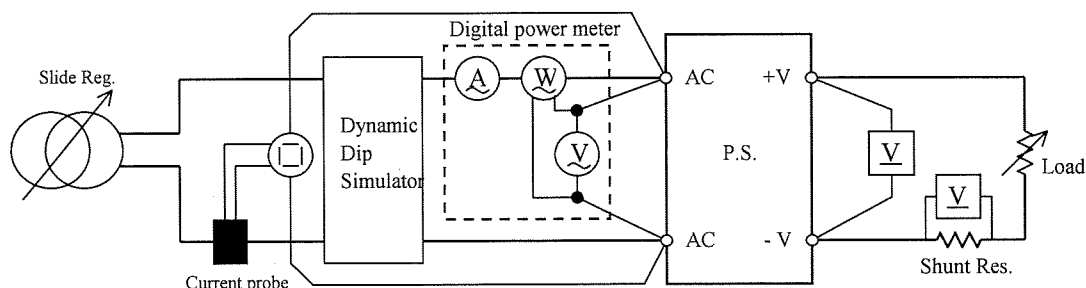 Digital power meter
Slide Reg.
A
W
AC
+V
Dynamic
Dip
Simulator
V
P.S.
V
Load
V
AC
- V
Shunt Res.
Current probe